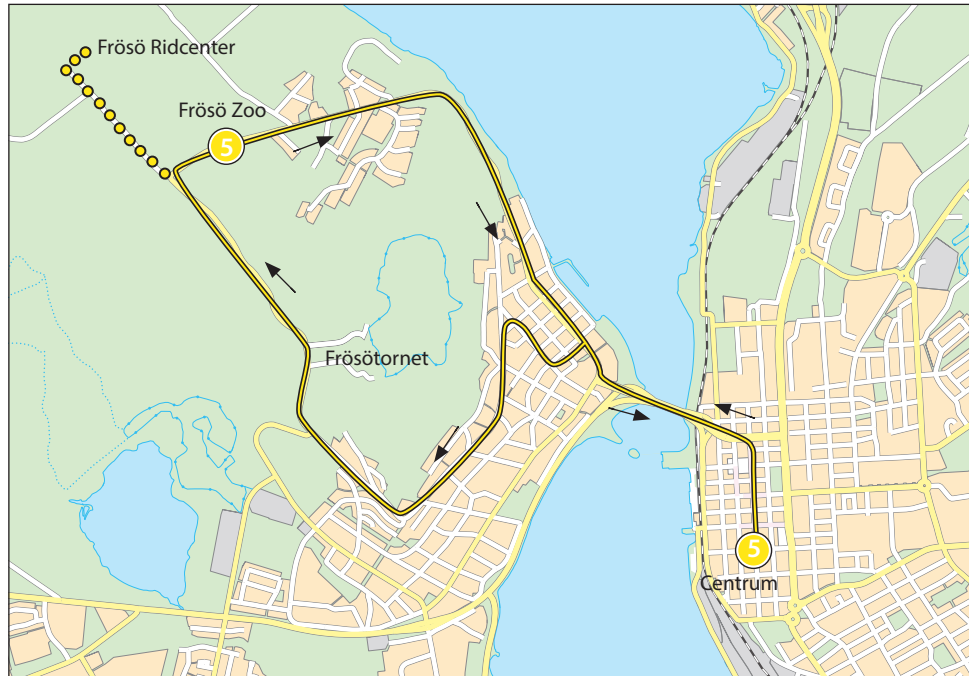 Frösö Ridcenter
Frösö Zoo
5
Frösötornet
5
Centrum